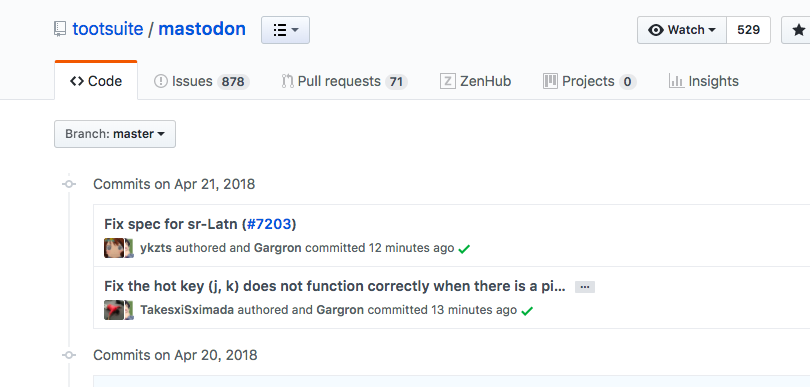 tootsuite / mastodon
Watch 529
Code Issues 878 Pull requests 71 ZenHub Projects 0 Insights
Branch: master
Commits on Apr 21, 2018
Fix spec for sr-Latn (#7203)
ykzts authored and Gargron committed 12 minutes ago
Fix the hot key (j, k) does not function correctly when there is a pi… …
TakesxiSximada authored and Gargron committed 13 minutes ago
Commits on Apr 20, 2018